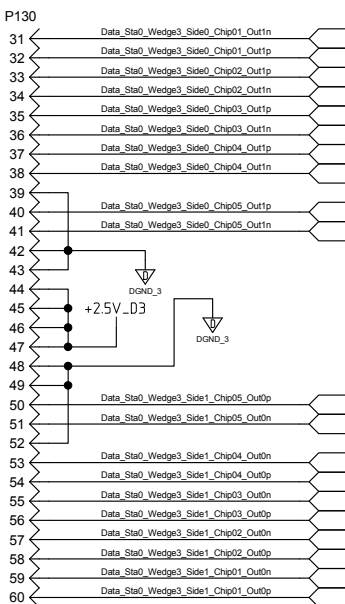 P130
31 Data_Sta0_Wedge3_Side0_Chip01_Out1n
32 Data_Sta0_Wedge3_Side0_Chip01_Out1p
33 Data_Sta0_Wedge3_Side0_Chip02_Out1p
34 Data_Sta0_Wedge3_Side0_Chip02_Out1n
35 Data_Sta0_Wedge3_Side0_Chip03_Out1p
36 Data_Sta0_Wedge3_Side0_Chip03_Out1n
37 Data_Sta0_Wedge3_Side0_Chip04_Out1p
38 Data_Sta0_Wedge3_Side0_Chip04_Out1n
39
40 Data_Sta0_Wedge3_Side0_Chip05_Out1p
41 Data_Sta0_Wedge3_Side0_Chip05_Out1n
42
43 D
DGND_3
44
45 +2.5V_D3
46 D
47 DGND_3
48
49
50 Data_Sta0_Wedge3_Side1_Chip05_Out0p
51 Data_Sta0_Wedge3_Side1_Chip05_Out0n
52
53 Data_Sta0_Wedge3_Side1_Chip04_Out0n
54 Data_Sta0_Wedge3_Side1_Chip04_Out0p
55 Data_Sta0_Wedge3_Side1_Chip03_Out0n
56 Data_Sta0_Wedge3_Side1_Chip03_Out0p
57 Data_Sta0_Wedge3_Side1_Chip02_Out0n
58 Data_Sta0_Wedge3_Side1_Chip02_Out0p
59 Data_Sta0_Wedge3_Side1_Chip01_Out0n
60 Data_Sta0_Wedge3_Side1_Chip01_Out0p